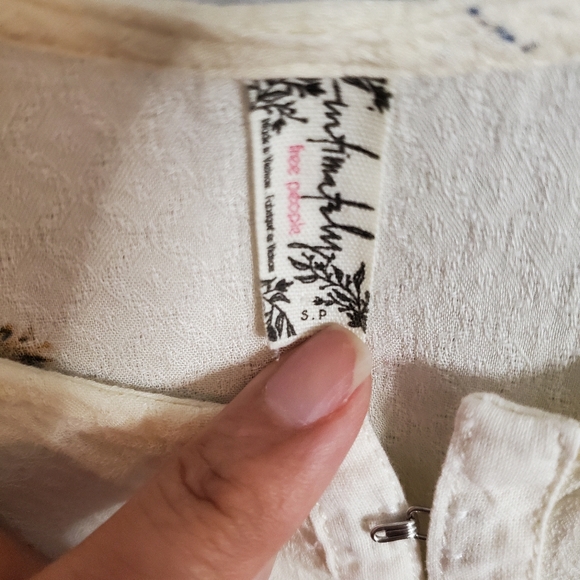 Intimately
free people
Made in Vietnam Fabriqué au Vietnam
S.P